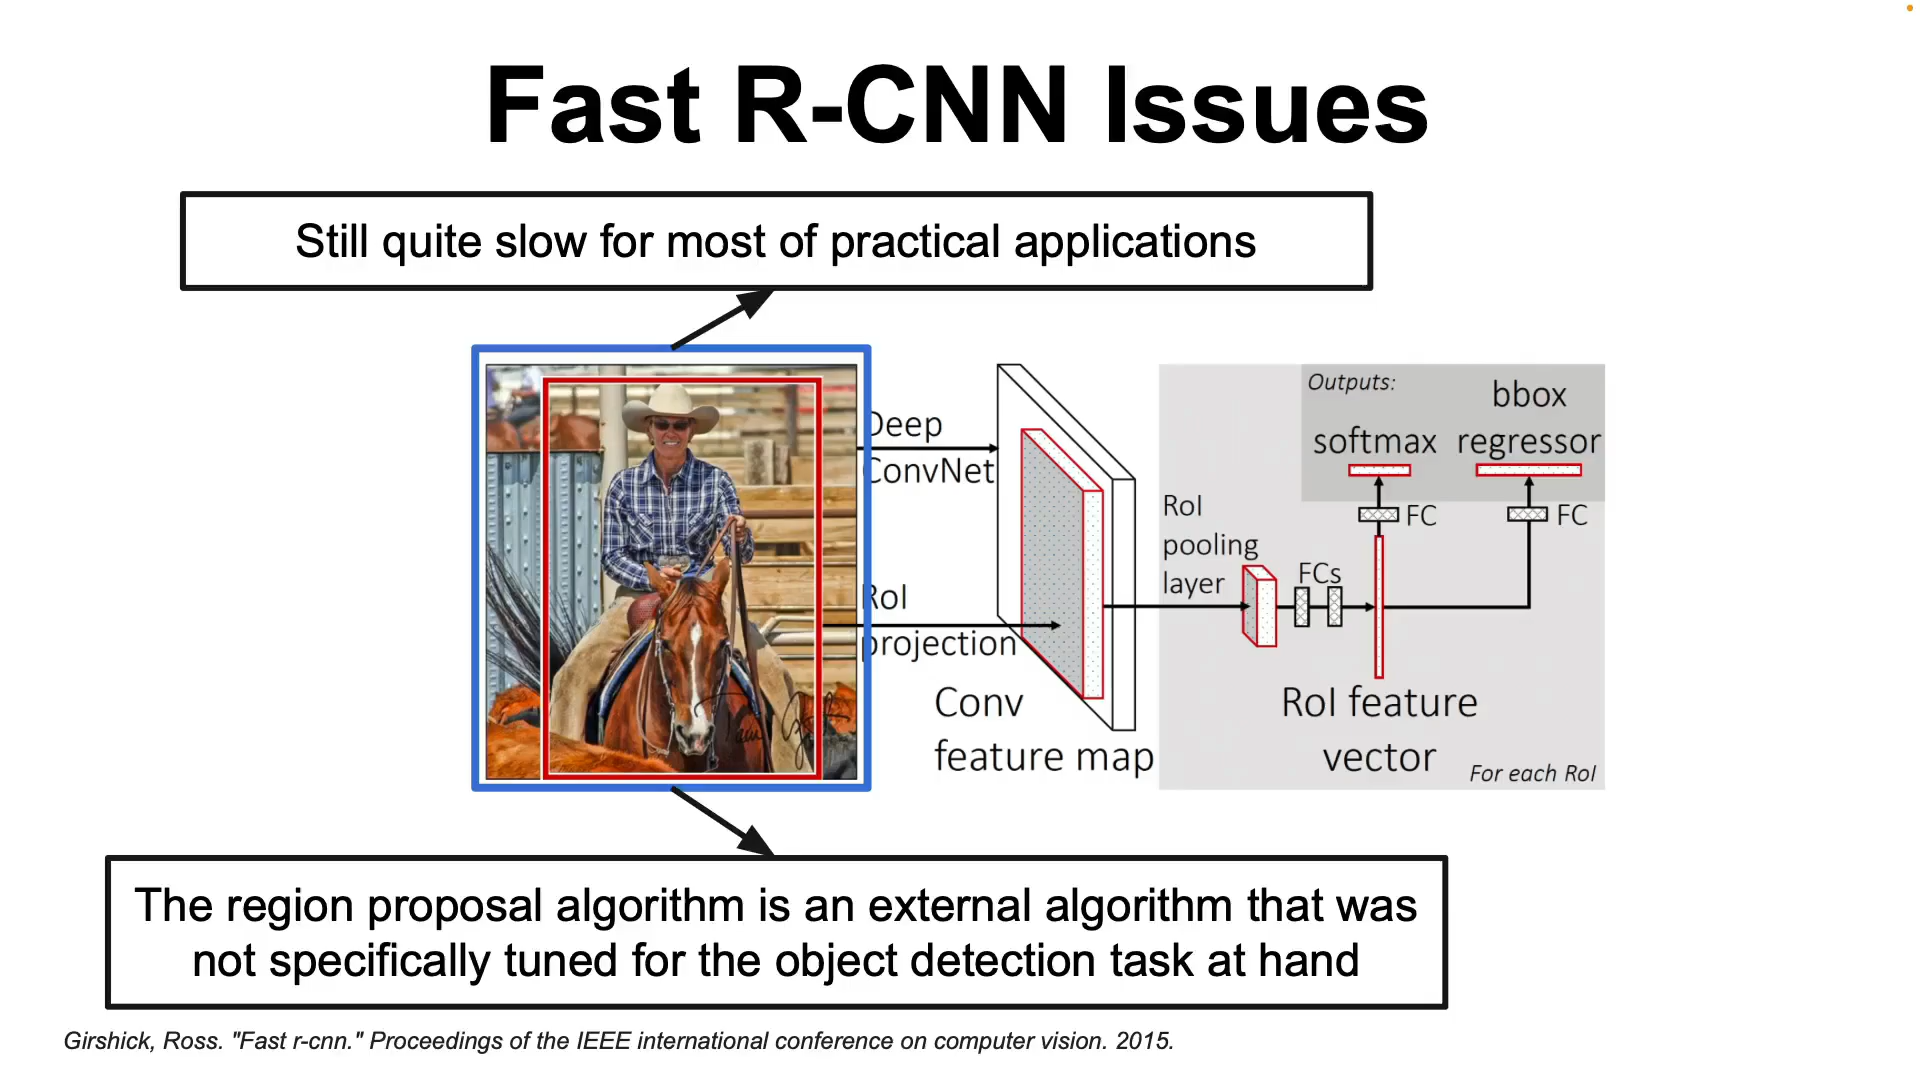 Fast R-CNN Issues
Still quite slow for most of practical applications
Deep
ConvNet
RoI
projection
Conv
feature map
RoI
pooling
layer
FCs
Outputs:
softmax
bbox
regressor
FC
FC
RoI feature
vector
For each RoI
The region proposal algorithm is an external algorithm that was
not specifically tuned for the object detection task at hand
Girshick, Ross. "Fast r-cnn." Proceedings of the IEEE international conference on computer vision. 2015.